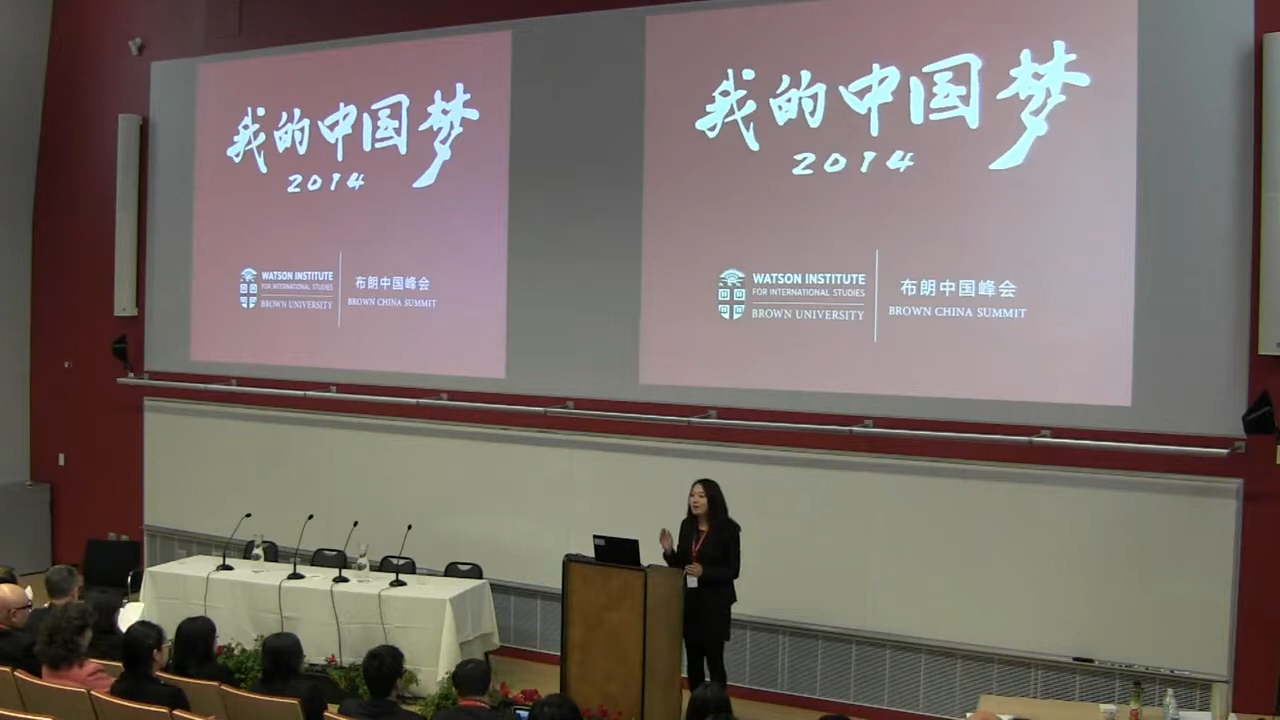 我的中国梦
2014
WATSON INSTITUTE
FOR INTERNATIONAL STUDIES
BROWN UNIVERSITY
布朗中国峰会
BROWN CHINA SUMMIT
我的中国梦
2014
WATSON INSTITUTE
FOR INTERNATIONAL STUDIES
BROWN UNIVERSITY
布朗中国峰会
BROWN CHINA SUMMIT